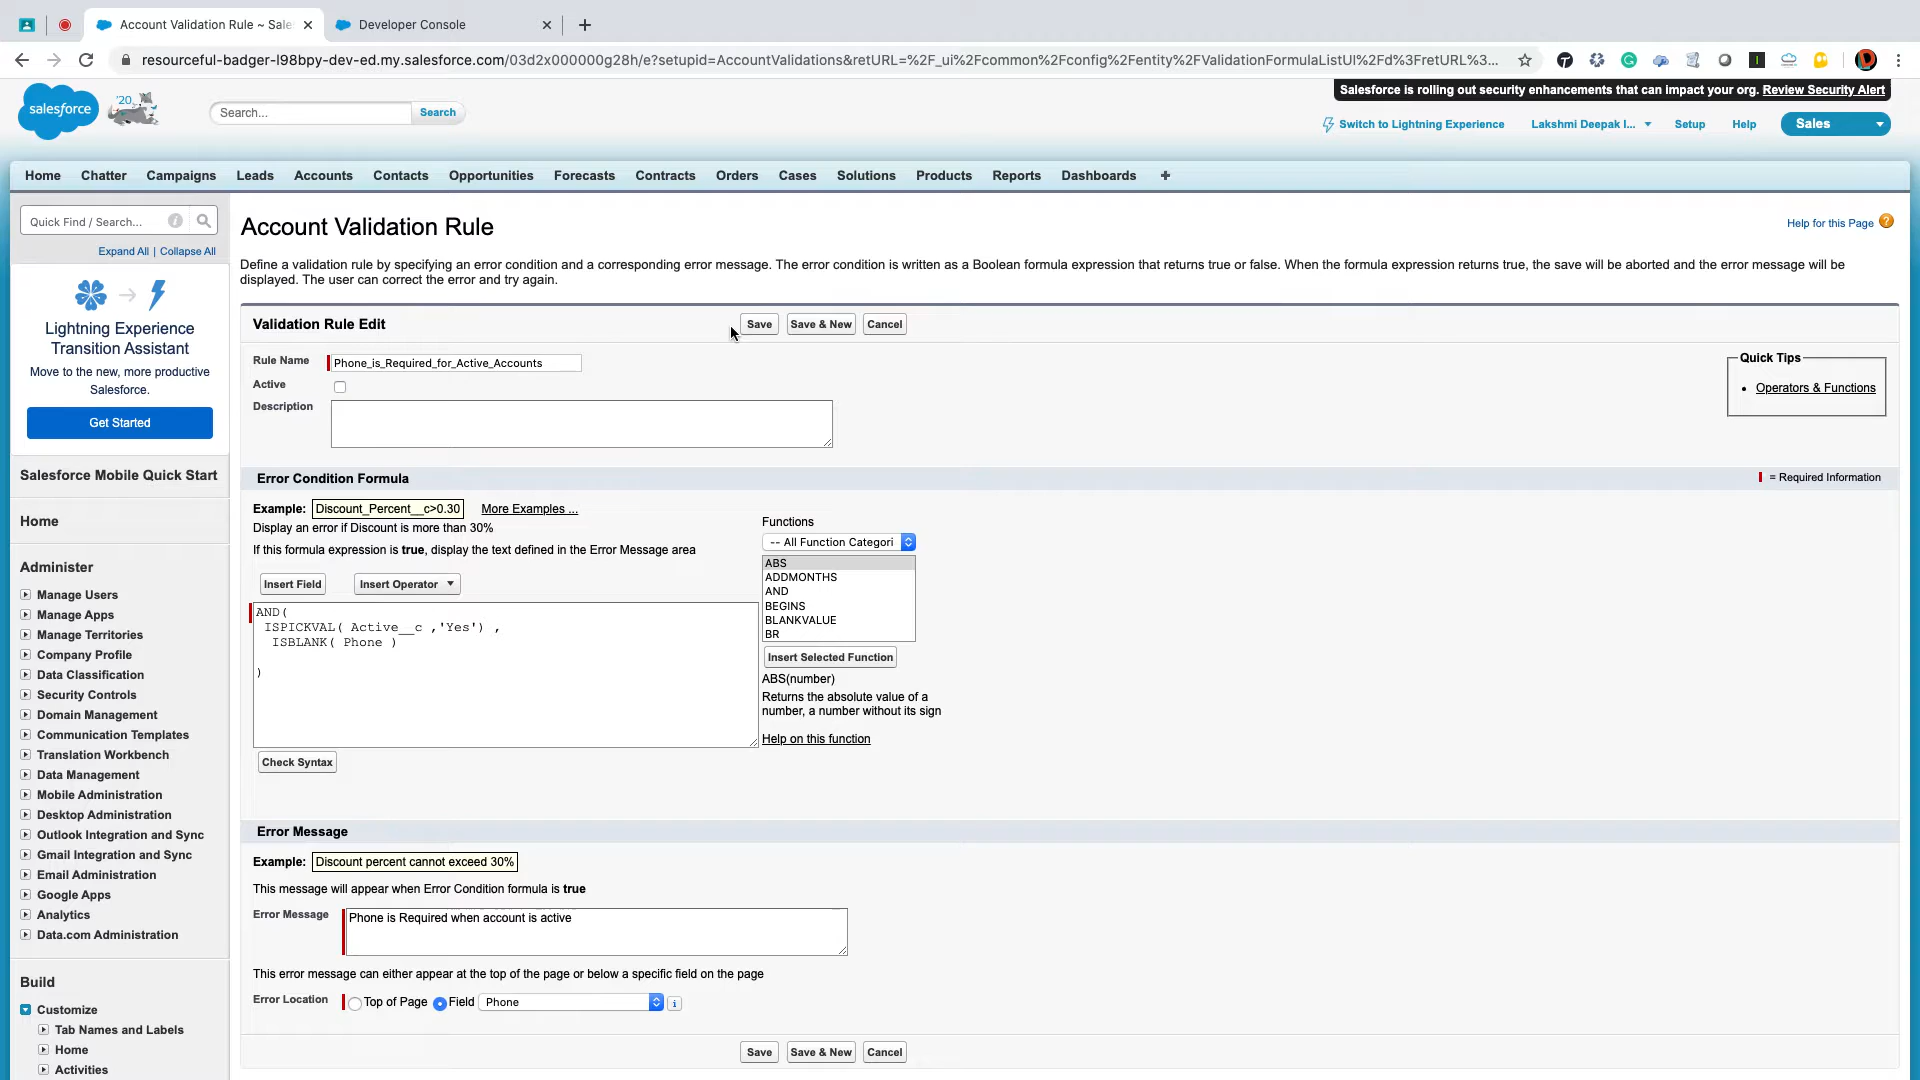 Account Validation Rule ~ Sale
Developer Console
resourceful-badger-l98bpy-dev-ed.my.salesforce.com/03d2x000000g28h/e?setupid=AccountValidations&retURL=%2F_ui%2Fcommon%2Fconfig%2Fentity%2FValidationFormulaListUI%2Fd%3FretURL%3...
salesforce
'20
Search...
Search
Salesforce is rolling out security enhancements that can impact your org. Review Security Alert
Switch to Lightning Experience
Lakshmi Deepak I...
Setup
Help
Sales
Home
Chatter
Campaigns
Leads
Accounts
Contacts
Opportunities
Forecasts
Contracts
Orders
Cases
Solutions
Products
Reports
Dashboards
+
Quick Find / Search...
Expand All | Collapse All
Lightning Experience
Transition Assistant
Move to the new, more productive
Salesforce.
Get Started
Salesforce Mobile Quick Start
Home
Administer
Manage Users
Manage Apps
Manage Territories
Company Profile
Data Classification
Security Controls
Domain Management
Communication Templates
Translation Workbench
Data Management
Mobile Administration
Desktop Administration
Outlook Integration and Sync
Gmail Integration and Sync
Email Administration
Google Apps
Analytics
Data.com Administration
Build
Customize
Tab Names and Labels
Home
Activities
Account Validation Rule
Help for this Page
Define a validation rule by specifying an error condition and a corresponding error message. The error condition is written as a Boolean formula expression that returns true or false. When the formula expression returns true, the save will be aborted and the error message will be
displayed. The user can correct the error and try again.
Validation Rule Edit
Save
Save & New
Cancel
Rule Name
Phone_is_Required_for_Active_Accounts
Active
Description
Quick Tips
Operators & Functions
Error Condition Formula
= Required Information
Example: Discount_Percent__c>0.30 More Examples ...
Display an error if Discount is more than 30%
If this formula expression is true, display the text defined in the Error Message area
Insert Field
Insert Operator
AND(
ISPICKVAL( Active__c ,'Yes') ,
ISBLANK( Phone )
)
Check Syntax
Functions
-- All Function Categori
ABS
ADDMONTHS
AND
BEGINS
BLANKVALUE
BR
Insert Selected Function
ABS(number)
Returns the absolute value of a
number, a number without its sign
Help on this function
Error Message
Example: Discount percent cannot exceed 30%
This message will appear when Error Condition formula is true
Error Message
Phone is Required when account is active
This error message can either appear at the top of the page or below a specific field on the page
Error Location
Top of Page
Field
Phone
Save
Save & New
Cancel